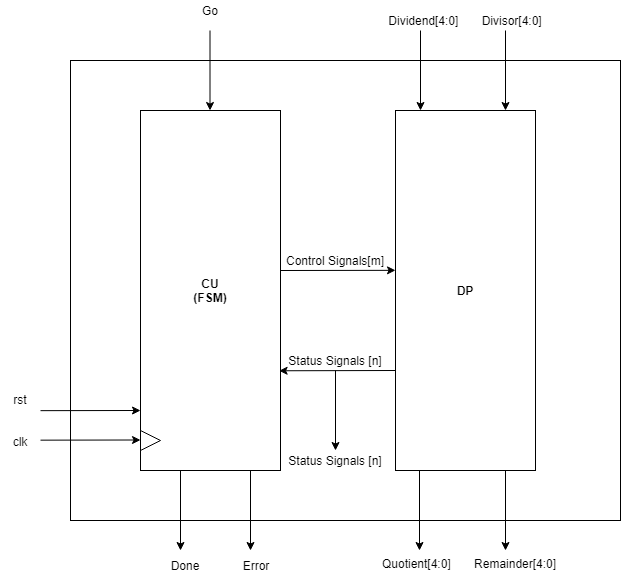 Go
Dividend[4:0]
Divisor[4:0]
Control Signals[m]
CU
(FSM)
DP
Status Signals [n]
rst
clk
Status Signals [n]
Done
Error
Quotient[4:0]
Remainder[4:0]